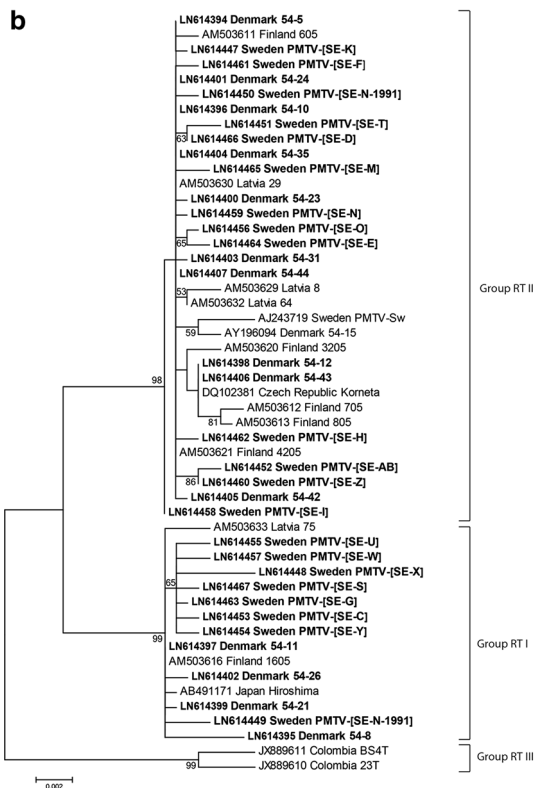 b
LN614394 Denmark 54-5
AM503611 Finland 605
LN614447 Sweden PMTV-[SE-K]
LN614461 Sweden PMTV-[SE-F]
LN614401 Denmark 54-24
LN614450 Sweden PMTV-[SE-N-1991]
LN614396 Denmark 54-10
LN614451 Sweden PMTV-[SE-T]
63
LN614466 Sweden PMTV-[SE-D]
LN614404 Denmark 54-35
LN614465 Sweden PMTV-[SE-M]
AM503630 Latvia 29
LN614400 Denmark 54-23
LN614459 Sweden PMTV-[SE-N]
LN614456 Sweden PMTV-[SE-O]
65
LN614464 Sweden PMTV-[SE-E]
LN614403 Denmark 54-31
LN614407 Denmark 54-44
Group RT II
53
AM503629 Latvia 8
AM503632 Latvia 64
AJ243719 Sweden PMTV-Sw
59
AY196094 Denmark 54-15
AM503620 Finland 3205
LN614398 Denmark 54-12
98
LN614406 Denmark 54-43
DQ102381 Czech Republic Korneta
AM503612 Finland 705
81
AM503613 Finland 805
LN614462 Sweden PMTV-[SE-H]
AM503621 Finland 4205
LN614452 Sweden PMTV-[SE-AB]
86
LN614460 Sweden PMTV-[SE-Z]
LN614405 Denmark 54-42
LN614458 Sweden PMTV-[SE-I]
AM503633 Latvia 75
LN614455 Sweden PMTV-[SE-U]
LN614457 Sweden PMTV-[SE-W]
LN614448 Sweden PMTV-[SE-X]
65
LN614467 Sweden PMTV-[SE-S]
LN614463 Sweden PMTV-[SE-G]
LN614453 Sweden PMTV-[SE-C]
LN614454 Sweden PMTV-[SE-Y]
99
LN614397 Denmark 54-11
Group RT I
AM503616 Finland 1605
LN614402 Denmark 54-26
AB491171 Japan Hiroshima
LN614399 Denmark 54-21
LN614449 Sweden PMTV-[SE-N-1991]
LN614395 Denmark 54-8
JX889611 Colombia BS4T
Group RT III
99
JX889610 Colombia 23T
0.002